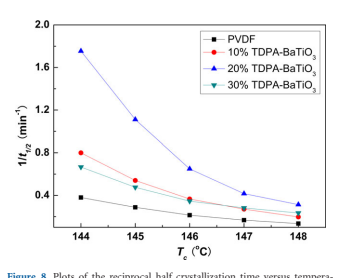 2.0
1.6
1.2
0.8
0.4
1/t1/2 (min-1)
PVDF
10% TDPA-BaTiO3
20% TDPA-BaTiO3
30% TDPA-BaTiO3
144 145 146 147 148
Tc (°C)
Figure 8. Plots of the reciprocal half crystallization time versus tempera-